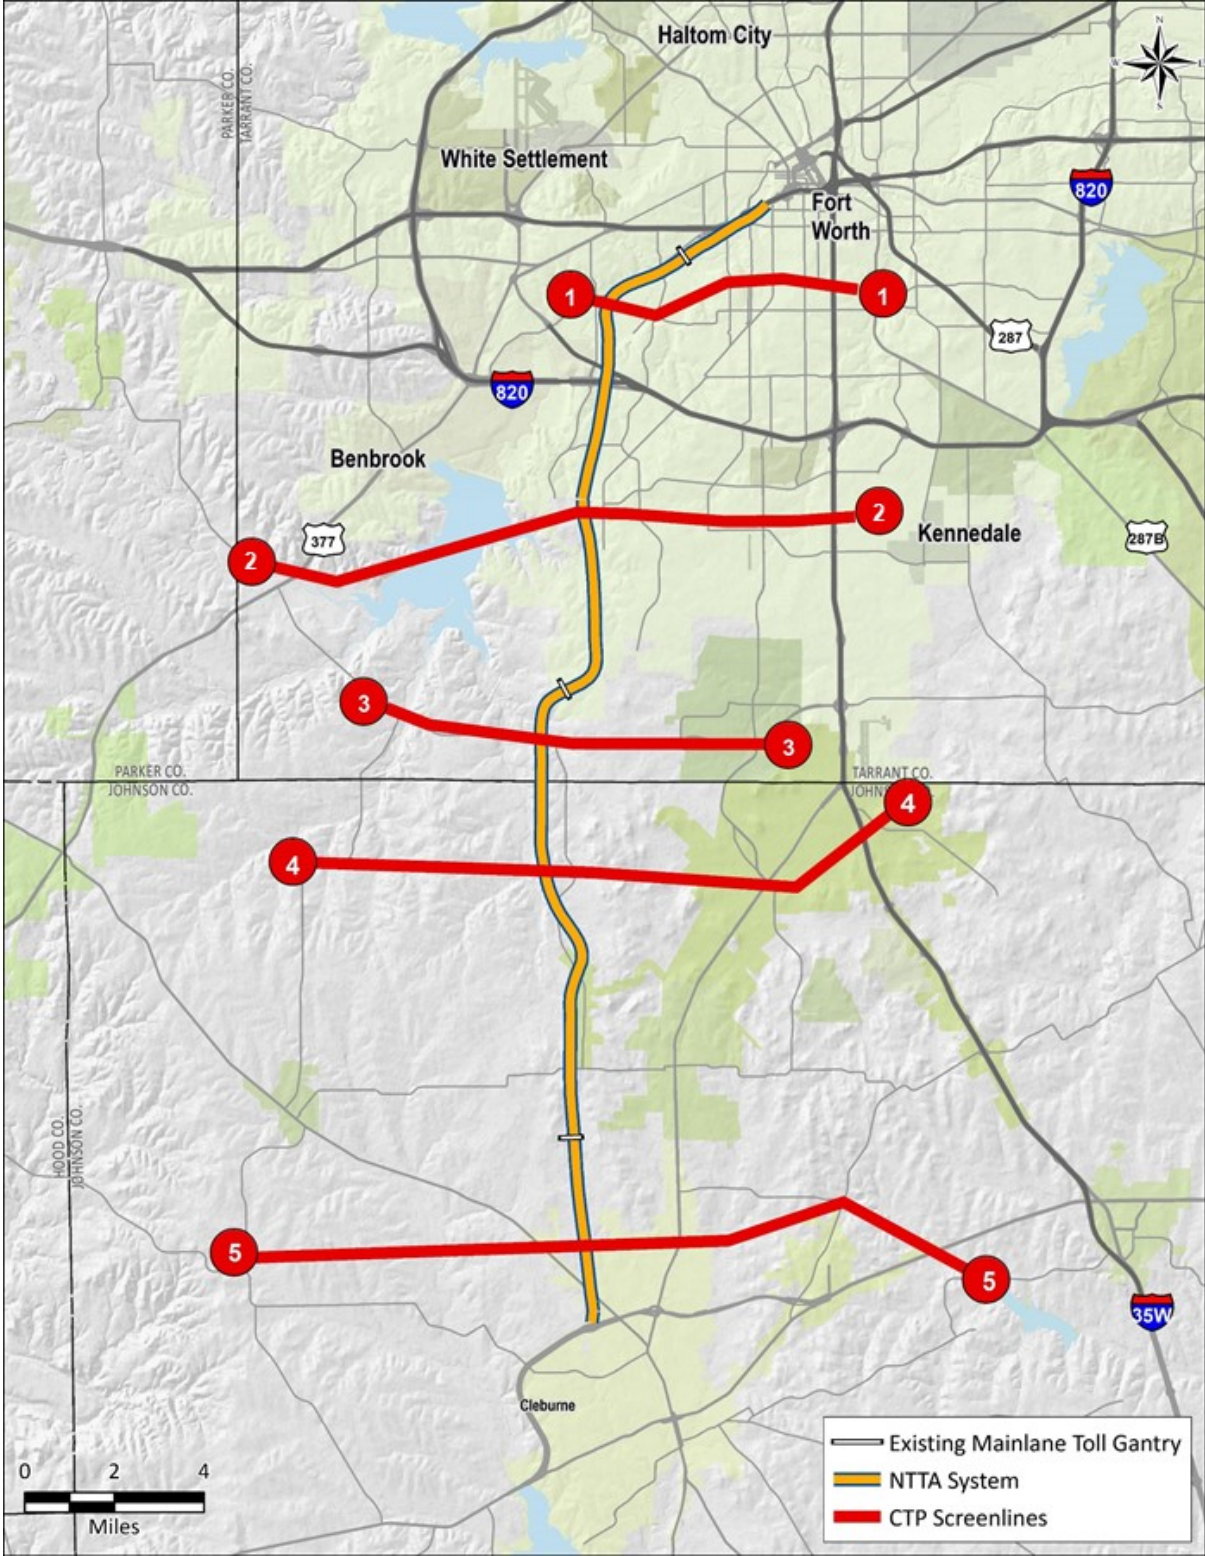 Haltom City
N
W
S
PARKER CO.
TARRANT CO.
White Settlement
820
Fort
Worth
1
1
287
820
Benbrook
2
377
Kennedale
287B
2
3
3
PARKER CO.
JOHNSON CO.
TARRANT CO.
4
4
HOOD CO.
JOHNSON CO.
5
5
35W
Cleburne
0 2 4
Miles
Existing Mainlane Toll Gantry
NTTA System
CTP Screenlines